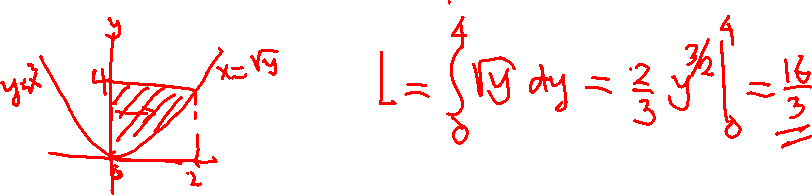 y
y=x²
4
x=√y
0
2
L = ∫₀⁴ √y dy = 2/3 y^{3/2} |₀⁴ = 16/3